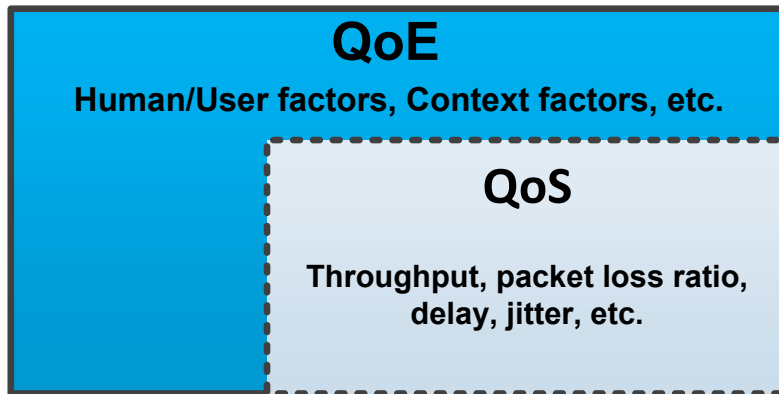 QoE
Human/User factors, Context factors, etc.
QoS
Throughput, packet loss ratio,
delay, jitter, etc.